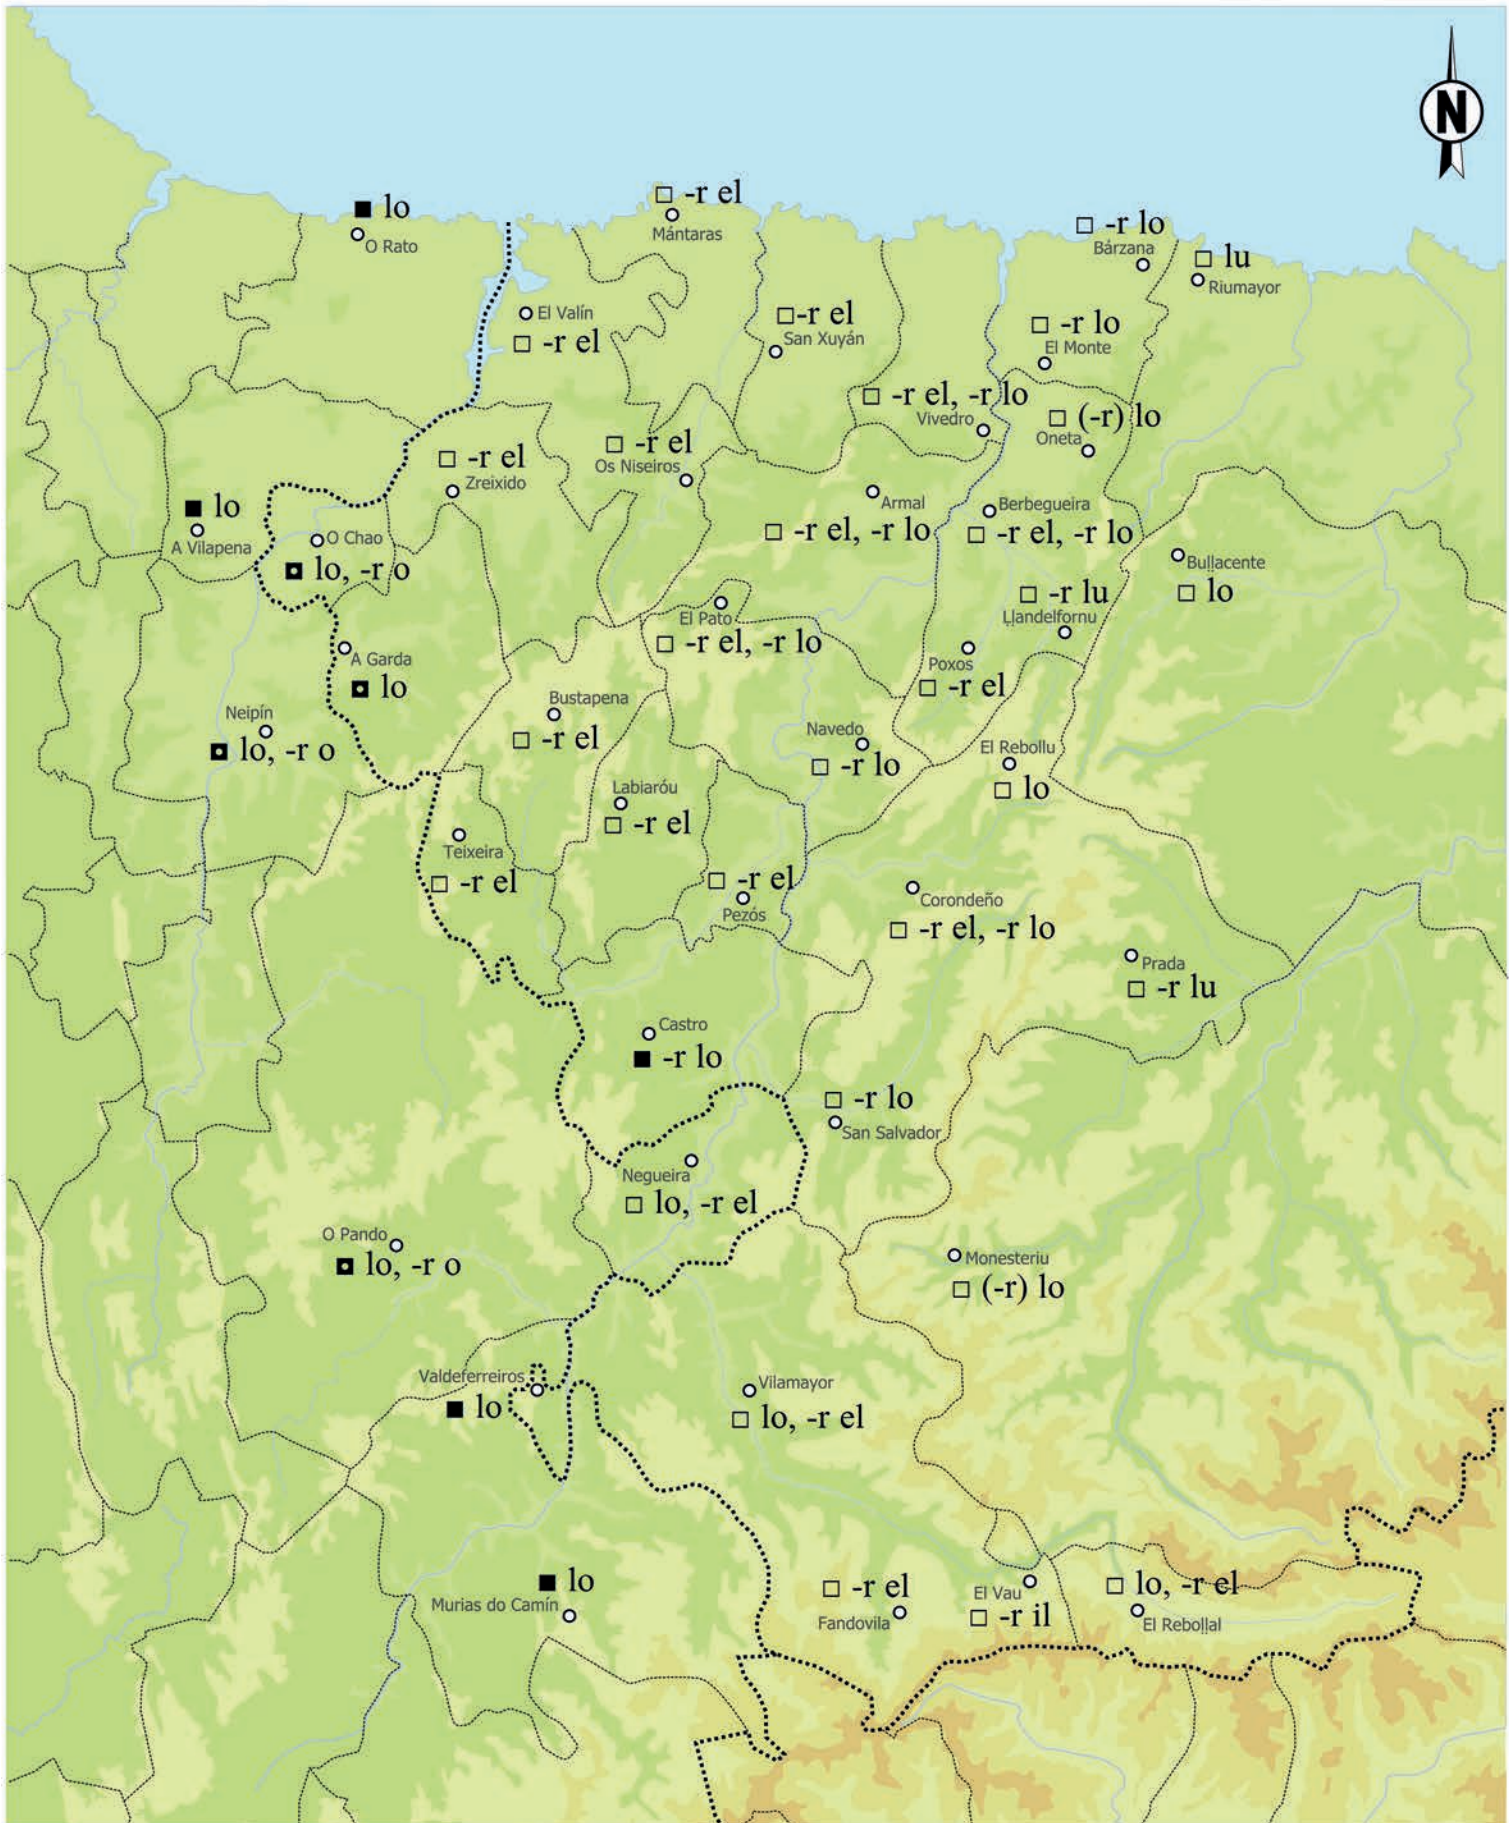 N
■ lo
O Rato
□ -r el
Mántaras
□ -r lo
Bárzana
□ lu
Riumayor
El Valín
□ -r el
□-r el
San Xuyán
□ -r lo
El Monte
□ -r el, -r lo
Vivedro
□ (-r) lo
Oneta
□ -r el
Zreixido
□ -r el
Os Niseiros
■ lo
A Vilapena
O Chao
lo, -r o
Armal
□ -r el, -r lo
Berbegueira
□ -r el, -r lo
Buḷḷacente
□ lo
□ -r lu
Ḷḷandelfornu
El Pato
□ -r el, -r lo
A Garda
lo
Poxos
□ -r el
Neipín
lo, -r o
Bustapena
□ -r el
Navedo
□ -r lo
El Rebollu
□ lo
Labiaróu
□ -r el
Teixeira
□ -r el
□ -r el
Pezós
Corondeño
□ -r el, -r lo
Prada
□ -r lu
Castro
■ -r lo
□ -r lo
San Salvador
Negueira
□ lo, -r el
O Pando
lo, -r o
Monesteriu
□ (-r) lo
Valdeferreiros
■ lo
Vilamayor
□ lo, -r el
■ lo
Murias do Camín
□ -r el
Fandovila
El Vau
□ -r il
□ lo, -r el
El Reboḷḷal